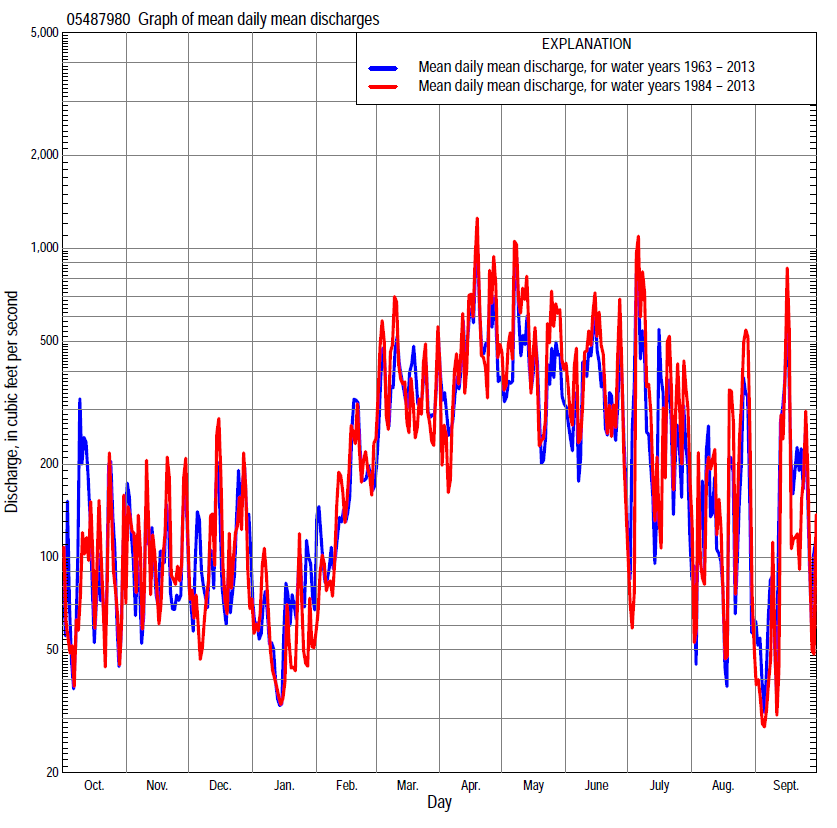 05487980 Graph of mean daily mean discharges
EXPLANATION
Mean daily mean discharge, for water years 1963 – 2013
Mean daily mean discharge, for water years 1984 – 2013
Discharge, in cubic feet per second
5,000
2,000
1,000
500
200
100
50
20
Oct. Nov. Dec. Jan. Feb. Mar. Apr. May June July Aug. Sept.
Day